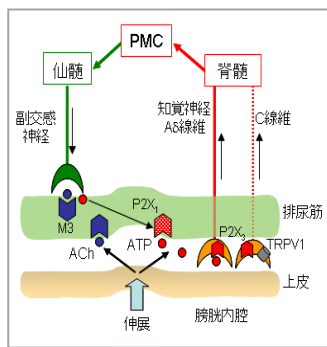 PMC
仙髄
脊髄
副交感
神経
知覚神経
Aδ線維
C線維
P2X1
P2X3
M3
TRPV1
排尿筋
ACh
ATP
上皮
伸展
膀胱内腔